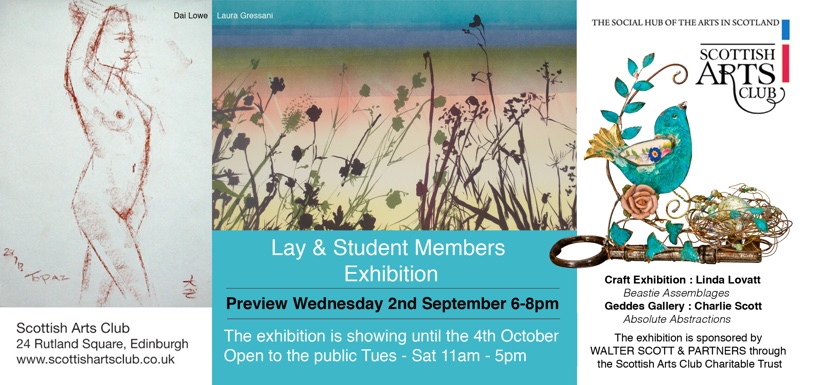 Dai Lowe
Laura Gressani
THE SOCIAL HUB OF THE ARTS IN SCOTLAND
SCOTTISH
ARTS
CLUB
TOPAZ
Lay & Student Members
Exhibition
Preview Wednesday 2nd September 6-8pm
The exhibition is showing until the 4th October
Open to the public Tues - Sat 11am - 5pm
Scottish Arts Club
24 Rutland Square, Edinburgh
www.scottishartsclub.co.uk
Craft Exhibition : Linda Lovatt
Beastie Assemblages
Geddes Gallery : Charlie Scott
Absolute Abstractions
The exhibition is sponsored by
WALTER SCOTT & PARTNERS through
the Scottish Arts Club Charitable Trust